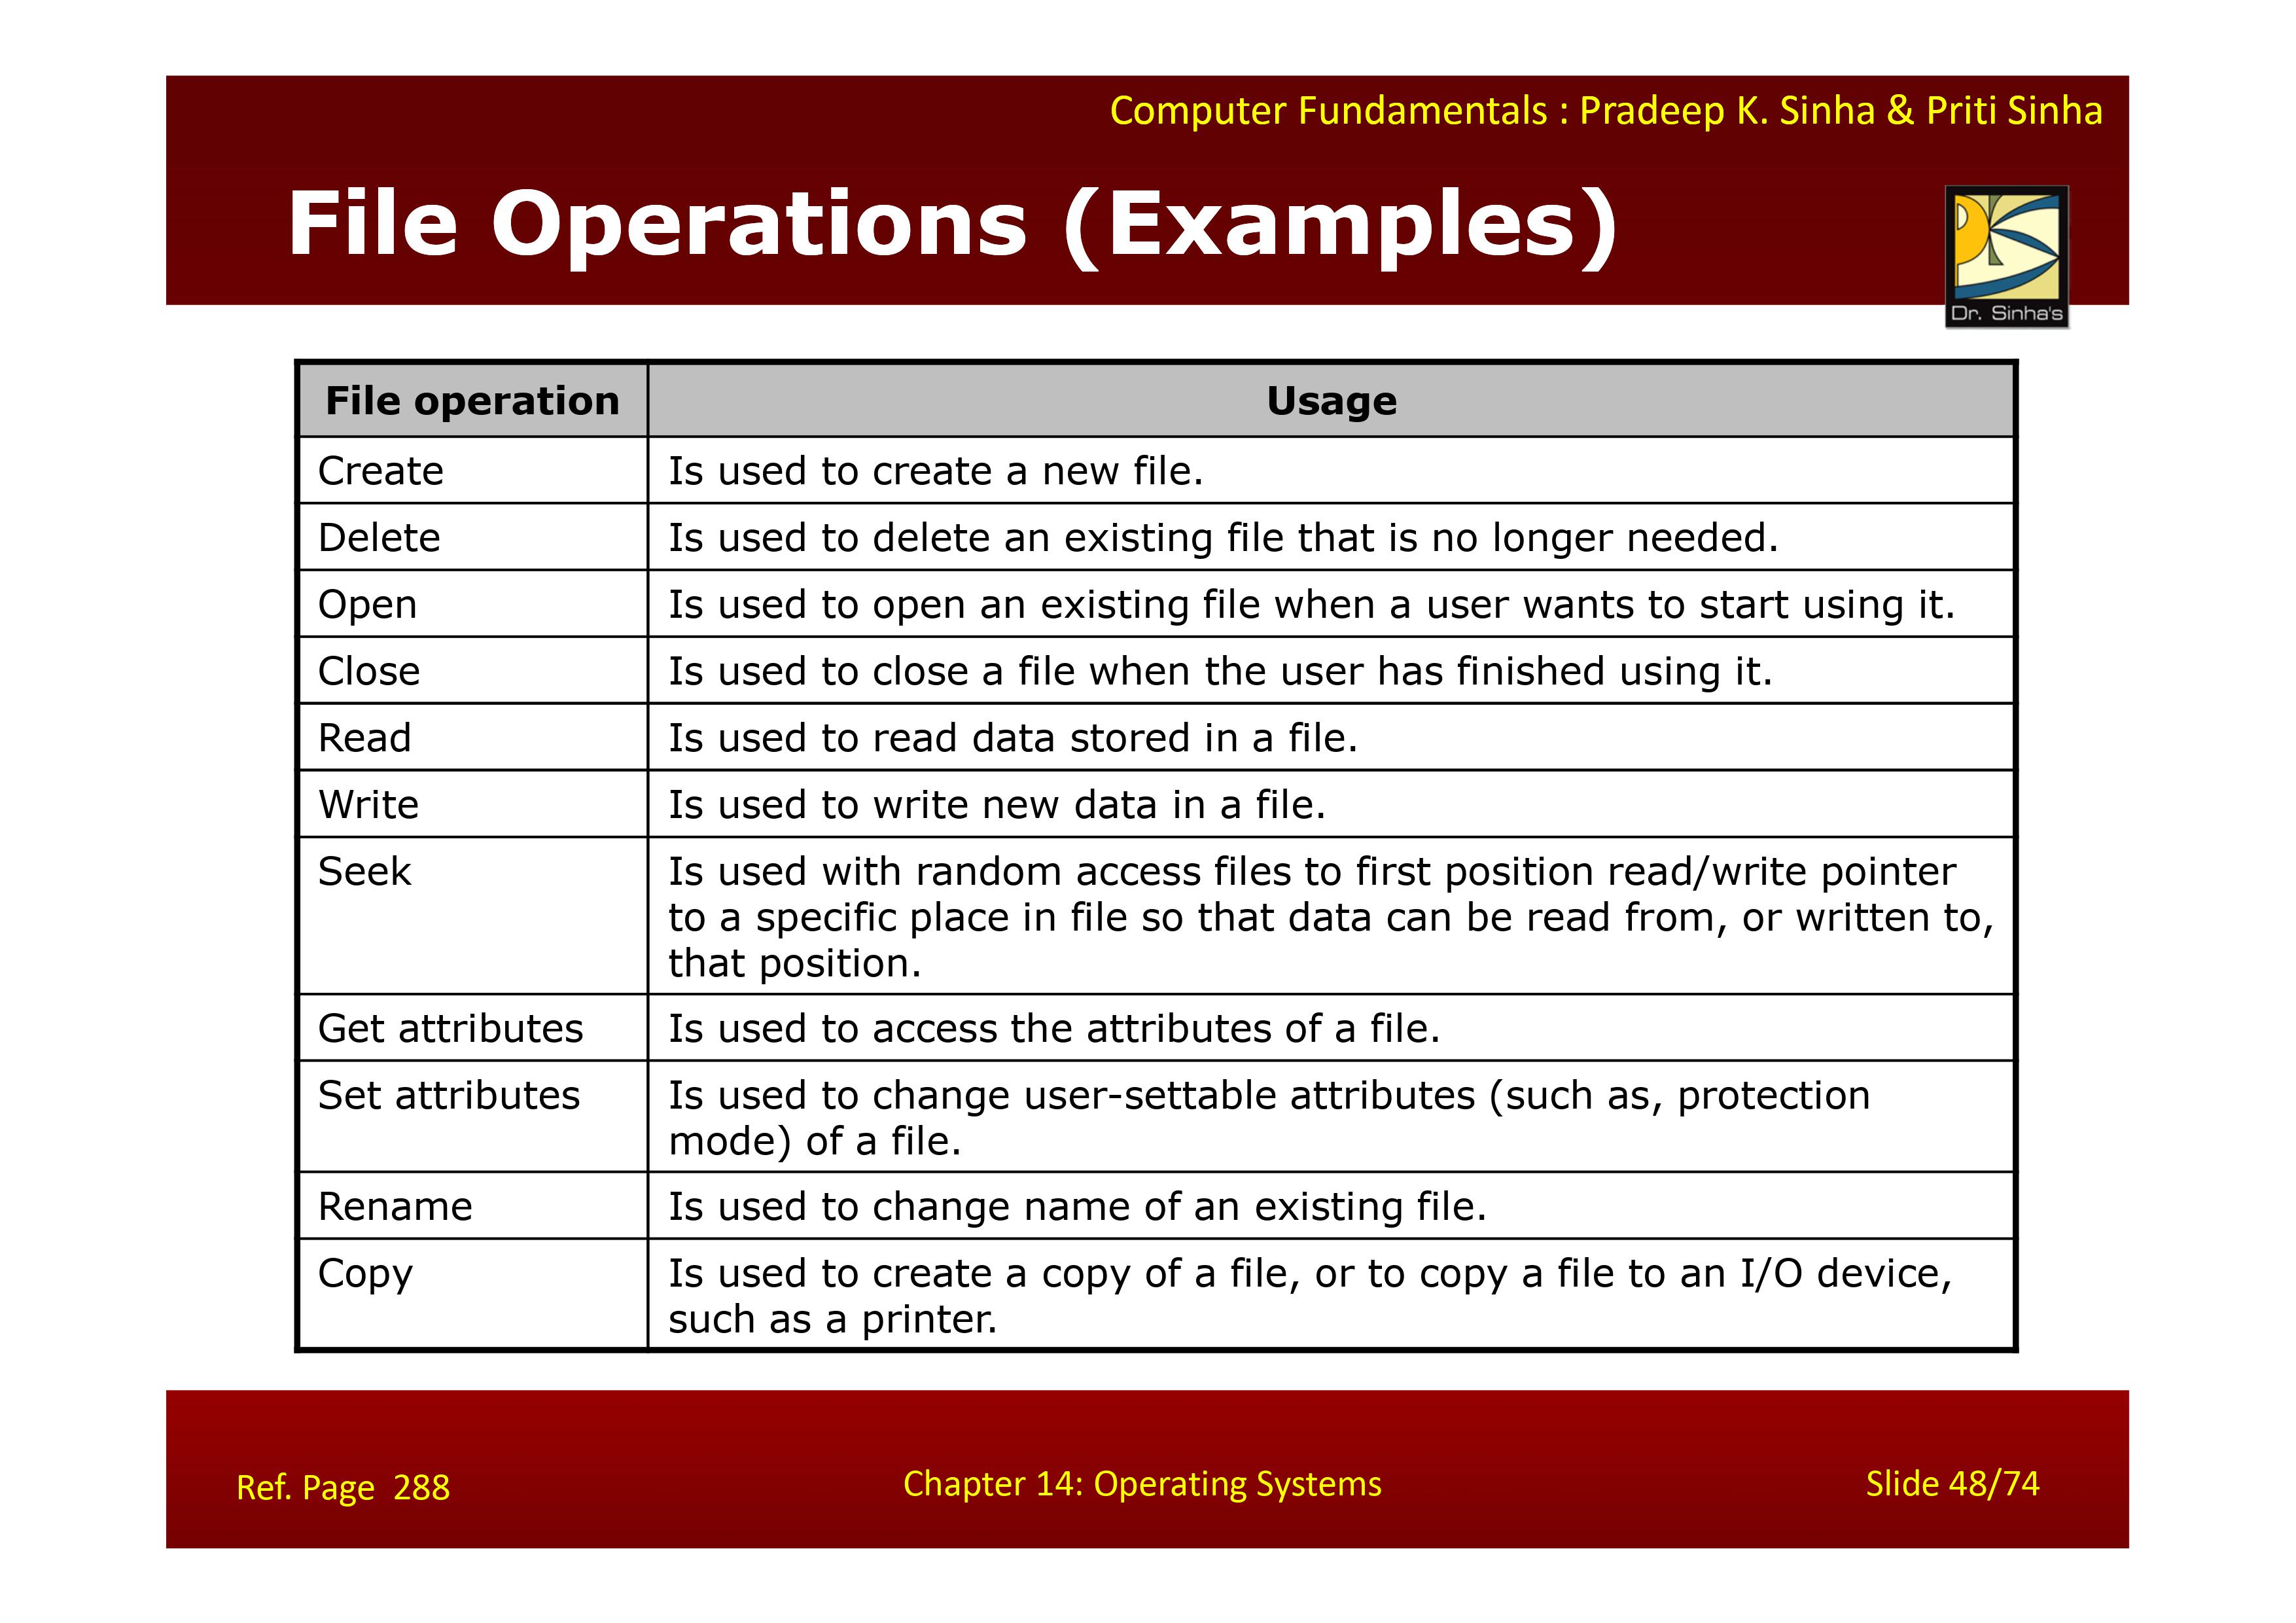 Computer Fundamentals : Pradeep K. Sinha & Priti Sinha
File Operations (Examples)
Dr. Sinha's
File operation Usage
Create Is used to create a new file.
Delete Is used to delete an existing file that is no longer needed.
Open Is used to open an existing file when a user wants to start using it.
Close Is used to close a file when the user has finished using it.
Read Is used to read data stored in a file.
Write Is used to write new data in a file.
Seek Is used with random access files to first position read/write pointer
to a specific place in file so that data can be read from, or written to,
that position.
Get attributes Is used to access the attributes of a file.
Set attributes Is used to change user-settable attributes (such as, protection
mode) of a file.
Rename Is used to change name of an existing file.
Copy Is used to create a copy of a file, or to copy a file to an I/O device,
such as a printer.
Ref. Page 288 Chapter 14: Operating Systems Slide 48/74